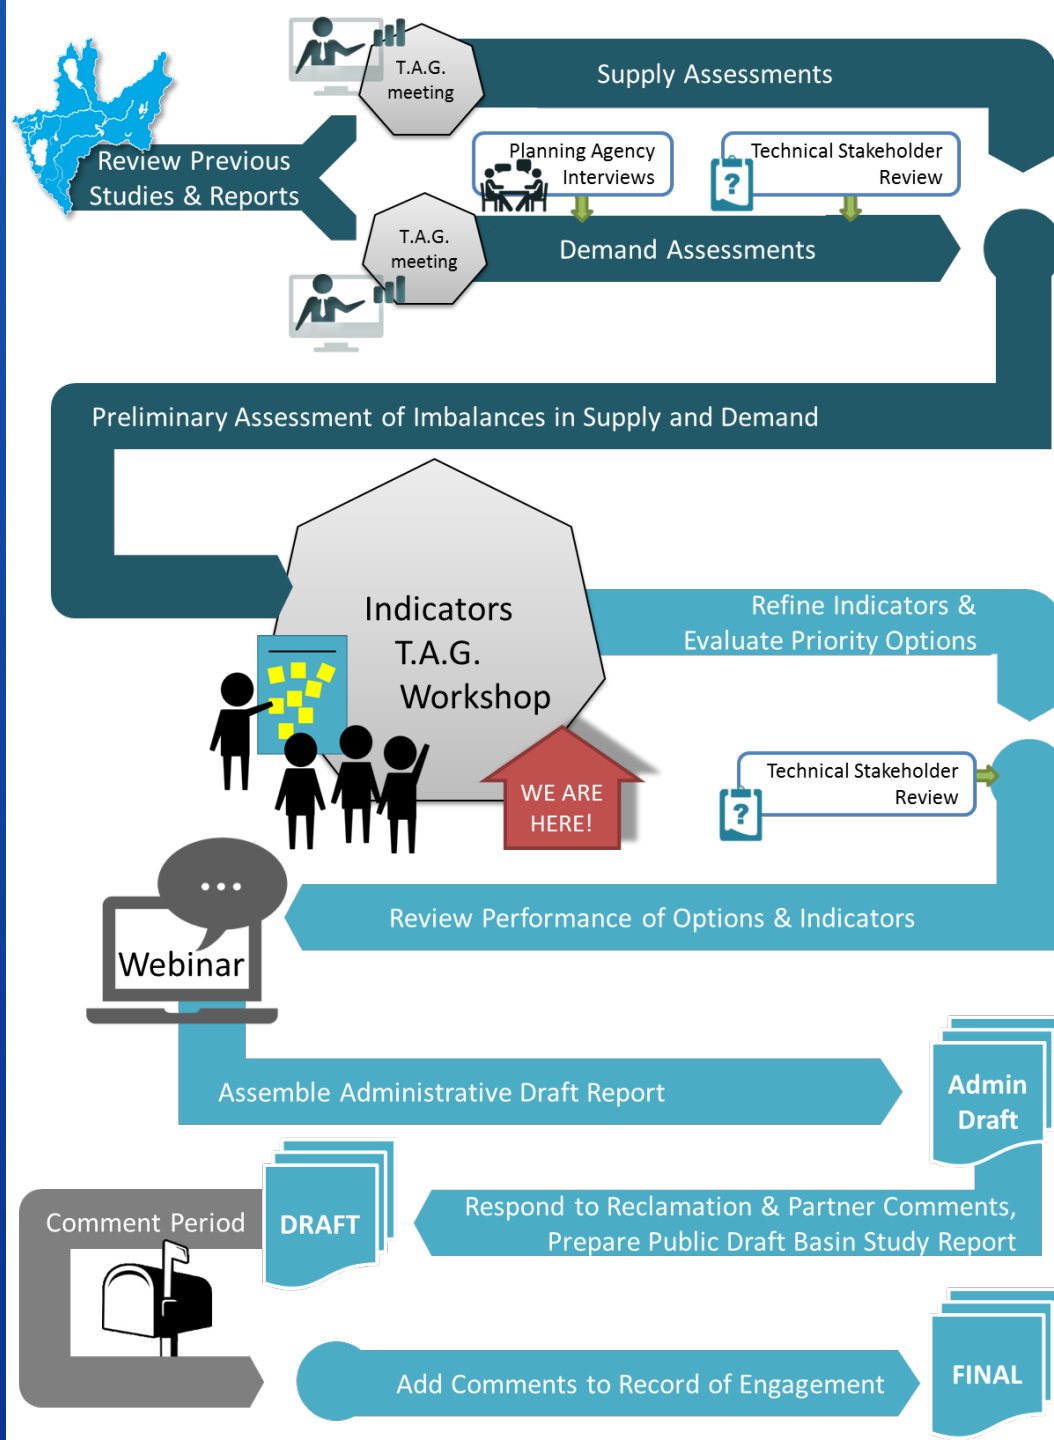 T.A.G.
meeting
Supply Assessments
Review Previous
Studies & Reports
Planning Agency
Interviews
?
Technical Stakeholder
Review
T.A.G.
meeting
Demand Assessments
Preliminary Assessment of Imbalances in Supply and Demand
Indicators
T.A.G.
Workshop
Refine Indicators &
Evaluate Priority Options
WE ARE
HERE!
?
Technical Stakeholder
Review
Review Performance of Options & Indicators
Webinar
Assemble Administrative Draft Report
Admin
Draft
Respond to Reclamation & Partner Comments,
Prepare Public Draft Basin Study Report
DRAFT
Comment Period
Add Comments to Record of Engagement
FINAL